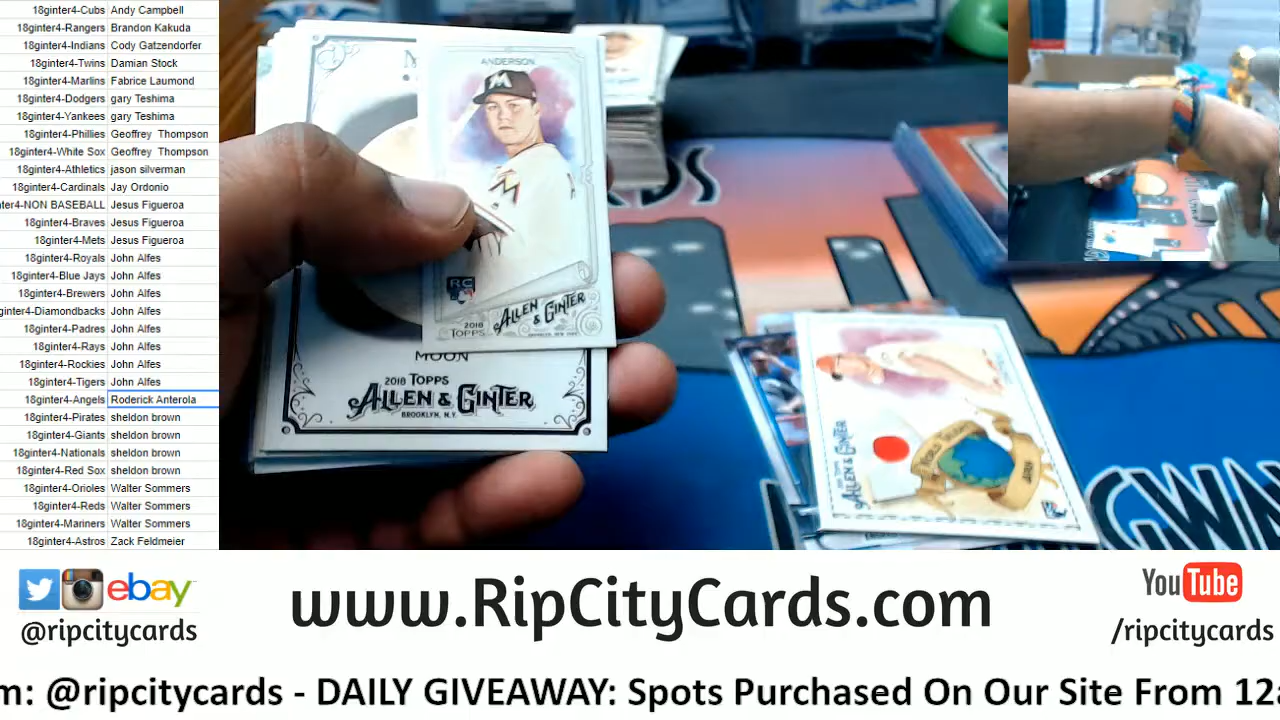 18ginter4-Cubs Andy Campbell
18ginter4-Rangers Brandon Kakuda
18ginter4-Indians Cody Gatzendorfer
18ginter4-Twins Damian Stock
18ginter4-Marlins Fabrice Laumond
18ginter4-Dodgers gary Teshima
18ginter4-Yankees gary Teshima
18ginter4-Phillies Geoffrey Thompson
18ginter4-White Sox Geoffrey Thompson
18ginter4-Athletics jason silverman
18ginter4-Cardinals Jay Ordonio
nter4-NON BASEBALL Jesus Figueroa
18ginter4-Braves Jesus Figueroa
18ginter4-Mets Jesus Figueroa
18ginter4-Royals John Alfes
18ginter4-Blue Jays John Alfes
18ginter4-Brewers John Alfes
ginter4-Diamondbacks John Alfes
18ginter4-Padres John Alfes
18ginter4-Rays John Alfes
18ginter4-Rockies John Alfes
18ginter4-Tigers John Alfes
18ginter4-Angels Roderick Anterola
18ginter4-Pirates sheldon brown
18ginter4-Giants sheldon brown
18ginter4-Nationals sheldon brown
18ginter4-Red Sox sheldon brown
18ginter4-Orioles Walter Sommers
18ginter4-Reds Walter Sommers
18ginter4-Mariners Walter Sommers
18ginter4-Astros Zack Feldmeier
ANDERSON
M
RC
2018
TOPPS
ALLEN & GINTER
MOON
2018 TOPPS
ALLEN & GINTER
BROOKLYN, N.Y.
ALLEN & GINTER
JAPAN
DS
GWA
ebay
@ripcitycards
www.RipCityCards.com
YouTube
/ripcitycards
m: @ripcitycards - DAILY GIVEAWAY: Spots Purchased On Our Site From 12a